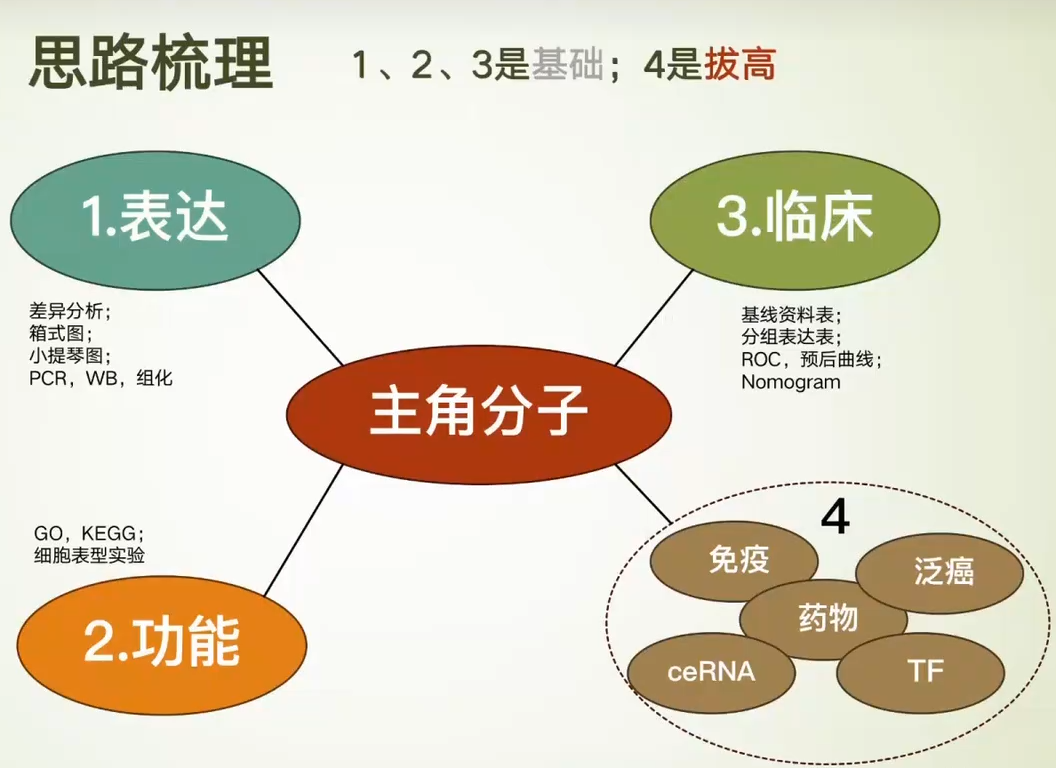 思路梳理
1、2、3是基础；4是拔高
1.表达
差异分析；
箱式图；
小提琴图；
PCR，WB，组化
3.临床
基线资料表；
分组表达表；
ROC，预后曲线；
Nomogram
主角分子
GO，KEGG；
细胞表型实验
2.功能
4
免疫
泛癌
药物
ceRNA
TF